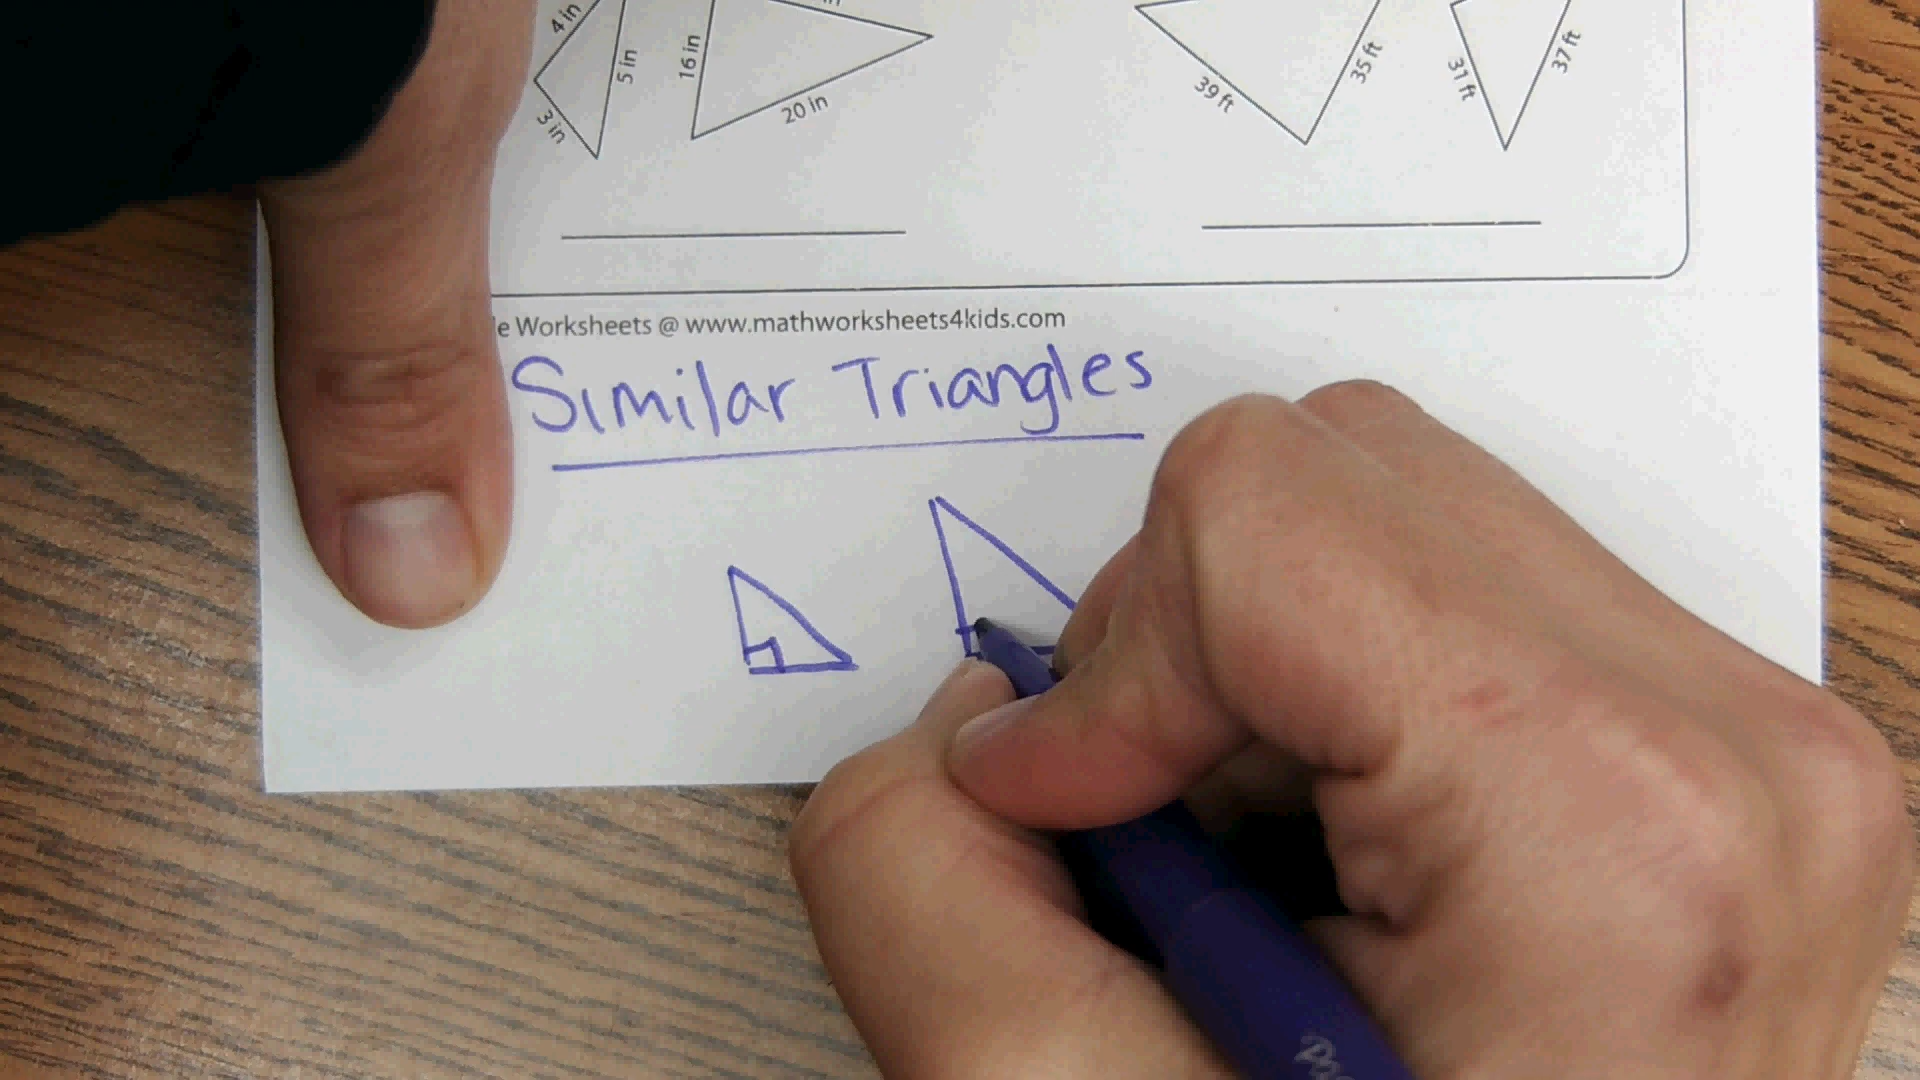 4 in
5 in
3 in
16 in
20 in
39 ft
35 ft
31 ft
37 ft
Worksheets @ www.mathworksheets4kids.com
Similar Triangles